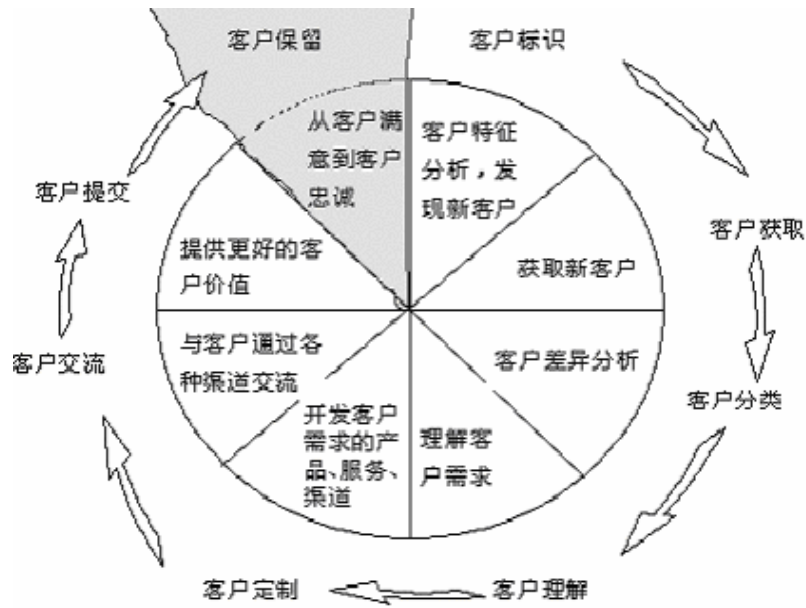 客户保留
客户标识
从客户满
意到客户
忠诚
客户特征
分析，发
现新客户
客户提交
客户获取
提供更好的客
户价值
获取新客户
客户交流
与客户通过各
种渠道交流
客户差异分析
客户分类
开发客户
需求的产
品、服务、
渠道
理解客
户需求
客户定制
客户理解